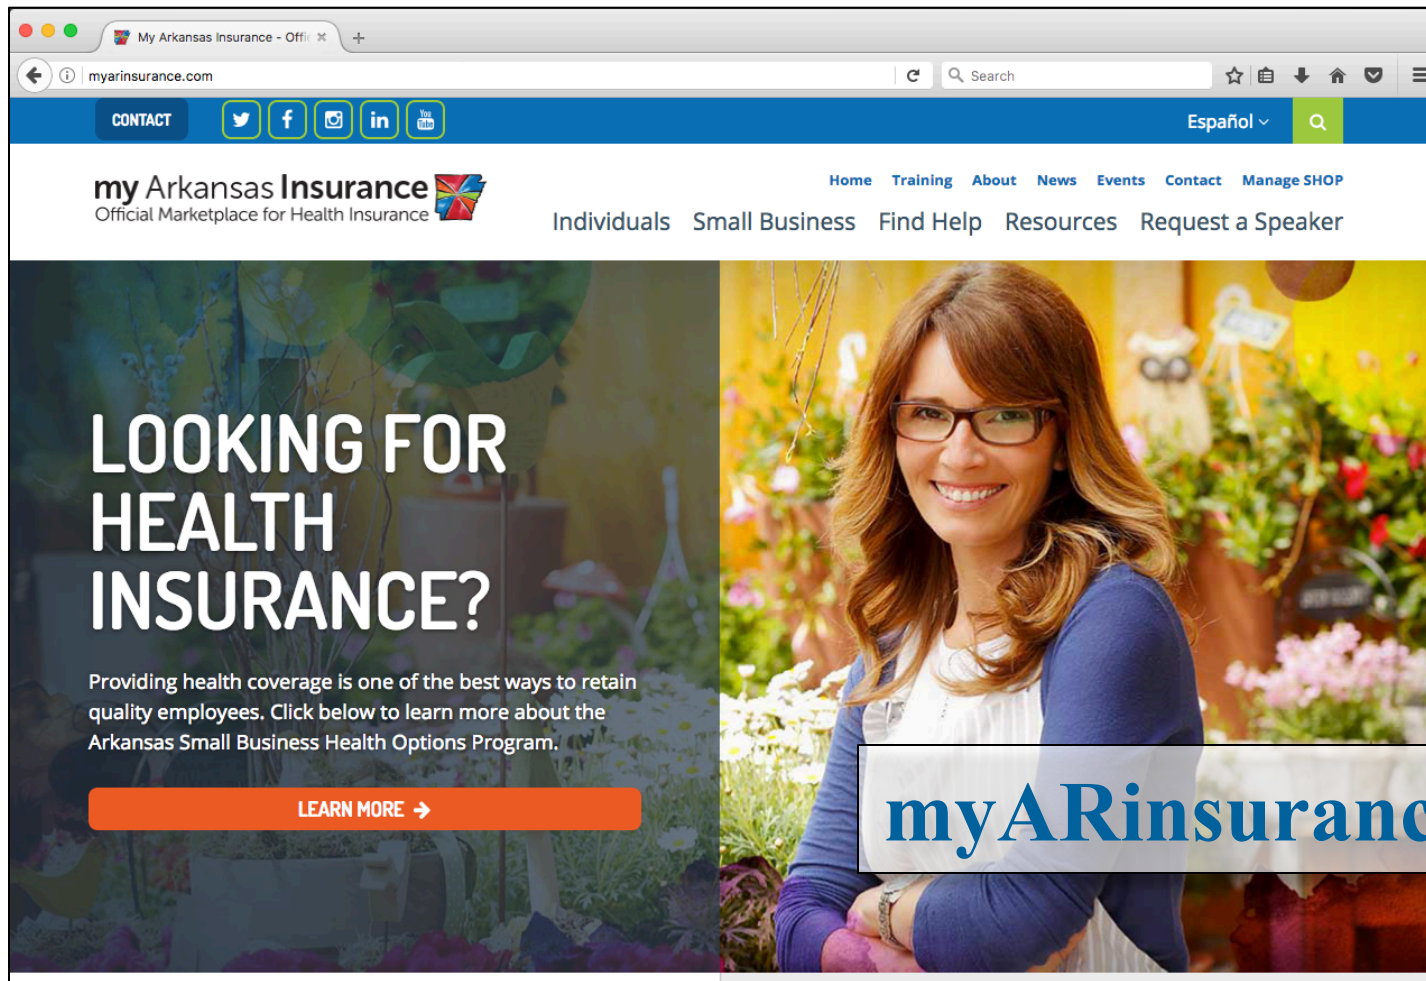 My Arkansas Insurance - Offi
myarinsurance.com
Search
CONTACT
You
Tube
Español
my Arkansas Insurance
Official Marketplace for Health Insurance
Home Training About News Events Contact Manage SHOP
Individuals Small Business Find Help Resources Request a Speaker
LOOKING FOR
HEALTH
INSURANCE?
Providing health coverage is one of the best ways to retain
quality employees. Click below to learn more about the
Arkansas Small Business Health Options Program.
LEARN MORE →
myARinsuranc